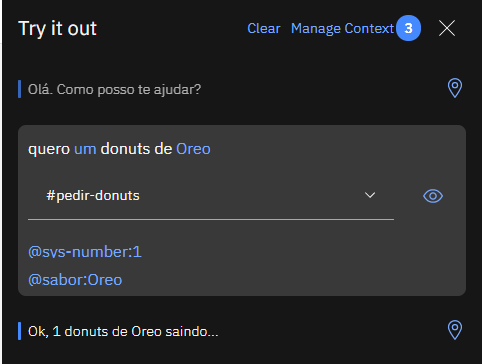 Try it out
Clear Manage Context 3
Olá. Como posso te ajudar?
quero um donuts de Oreo
#pedir-donuts
@sys-number:1
@sabor:Oreo
Ok, 1 donuts de Oreo saindo...